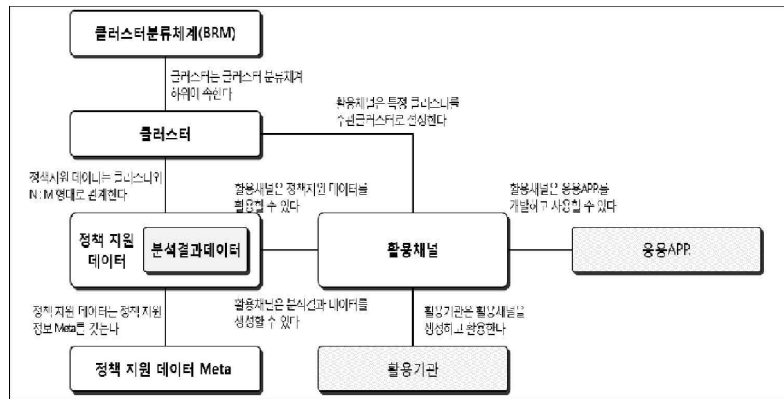 클러스터분류체계(BRM)
클러스터는 클러스터 분류체계
하위에 속한다
활용채널은 특정 클러스터를
주관클러스터로 설정한다
클러스터
정책지원 데이터는 클러스터와
N : M 형태로 관계한다
활용채널은 정책지원 데이터를
활용할 수 있다
활용채널은 응용APP.를
개발하고 사용할 수 있다
정책 지원
데이터
분석결과데이터
활용채널
응용APP.
정책 지원 데이터는 정책 지원
정보 Meta를 갖는다
활용채널은 분석결과 데이터를
생성할 수 있다
활용기관은 활용채널을
생성하고 활용한다
정책 지원 데이터 Meta
활용기관